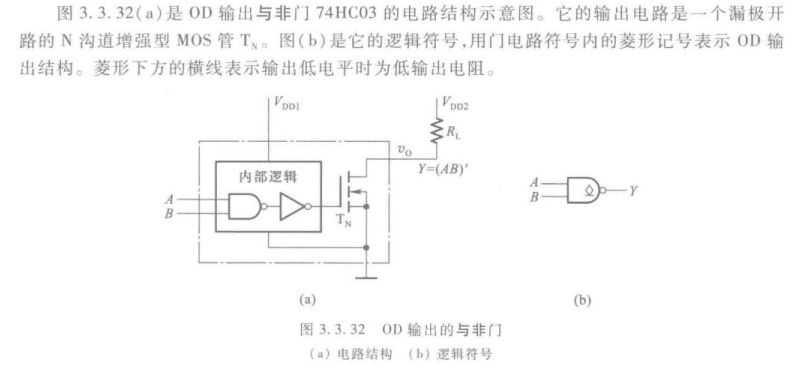 图 3.3.32(a)是 OD 输出与非门 74HC03 的电路结构示意图。它的输出电路是一个漏极开
路的 N 沟道增强型 MOS 管 T_N。图(b)是它的逻辑符号,用门电路符号内的菱形记号表示 OD 输
出结构。菱形下方的横线表示输出低电平时为低输出电阻。
V_DD1
V_DD2
R_L
v_O
Y=(AB)'
内部逻辑
A
B
T_N
A
B
Y
(a)
(b)
图 3.3.32 OD 输出的与非门
(a) 电路结构 (b) 逻辑符号